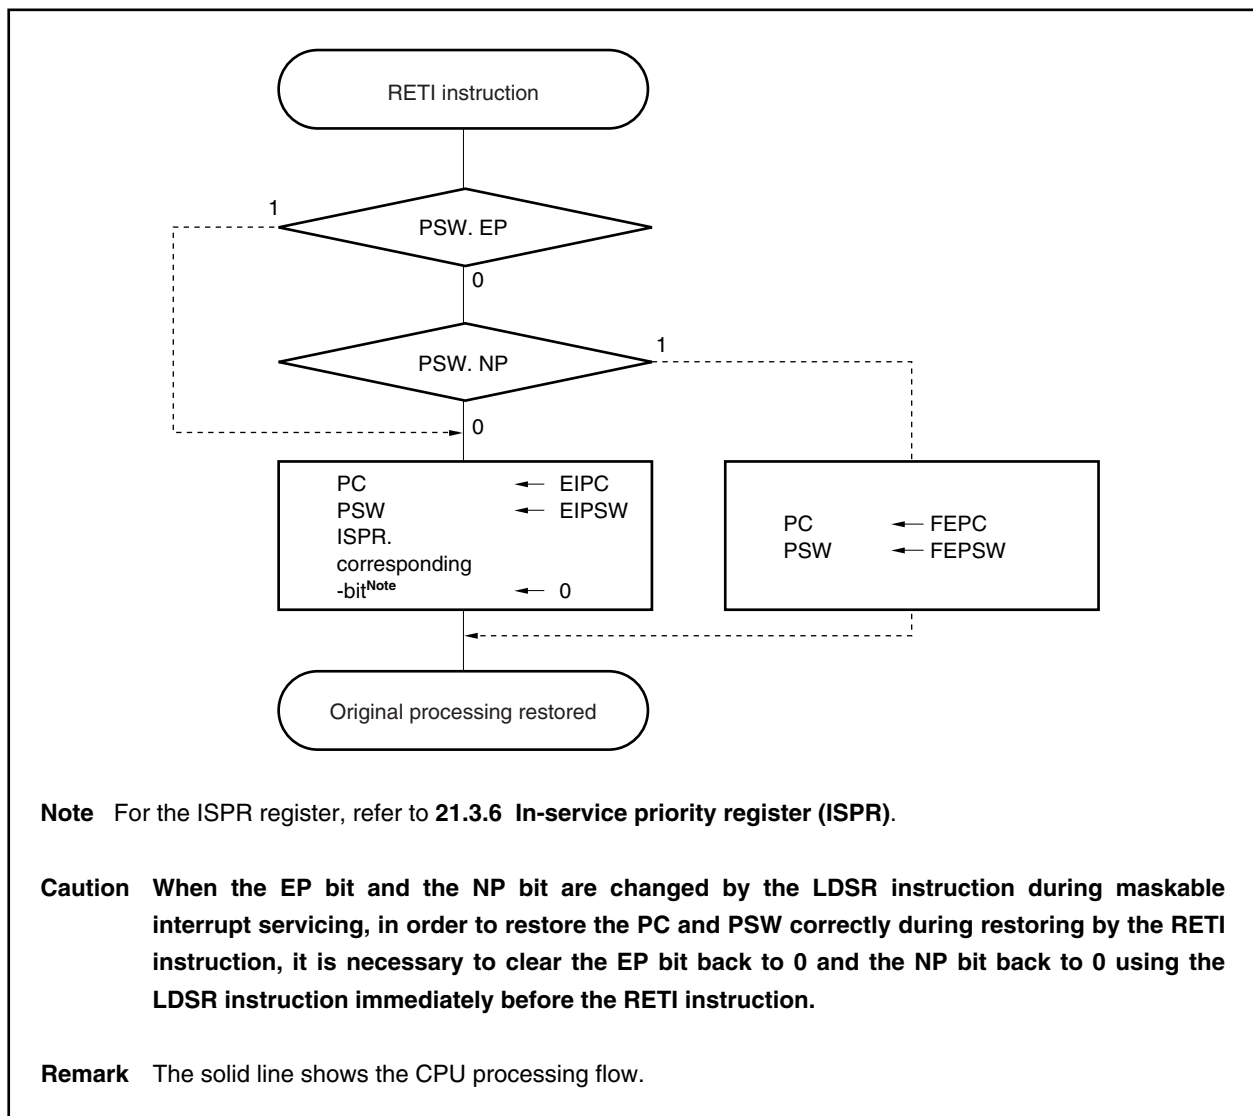 RETI instruction
1
PSW. EP
0
PSW. NP
1
0
PC ← EIPC
PSW ← EIPSW
ISPR.
corresponding
-bitNote ← 0
PC ← FEPC
PSW ← FEPSW
Original processing restored
Note For the ISPR register, refer to 21.3.6 In-service priority register (ISPR).
Caution When the EP bit and the NP bit are changed by the LDSR instruction during maskable
interrupt servicing, in order to restore the PC and PSW correctly during restoring by the RETI
instruction, it is necessary to clear the EP bit back to 0 and the NP bit back to 0 using the
LDSR instruction immediately before the RETI instruction.
Remark The solid line shows the CPU processing flow.